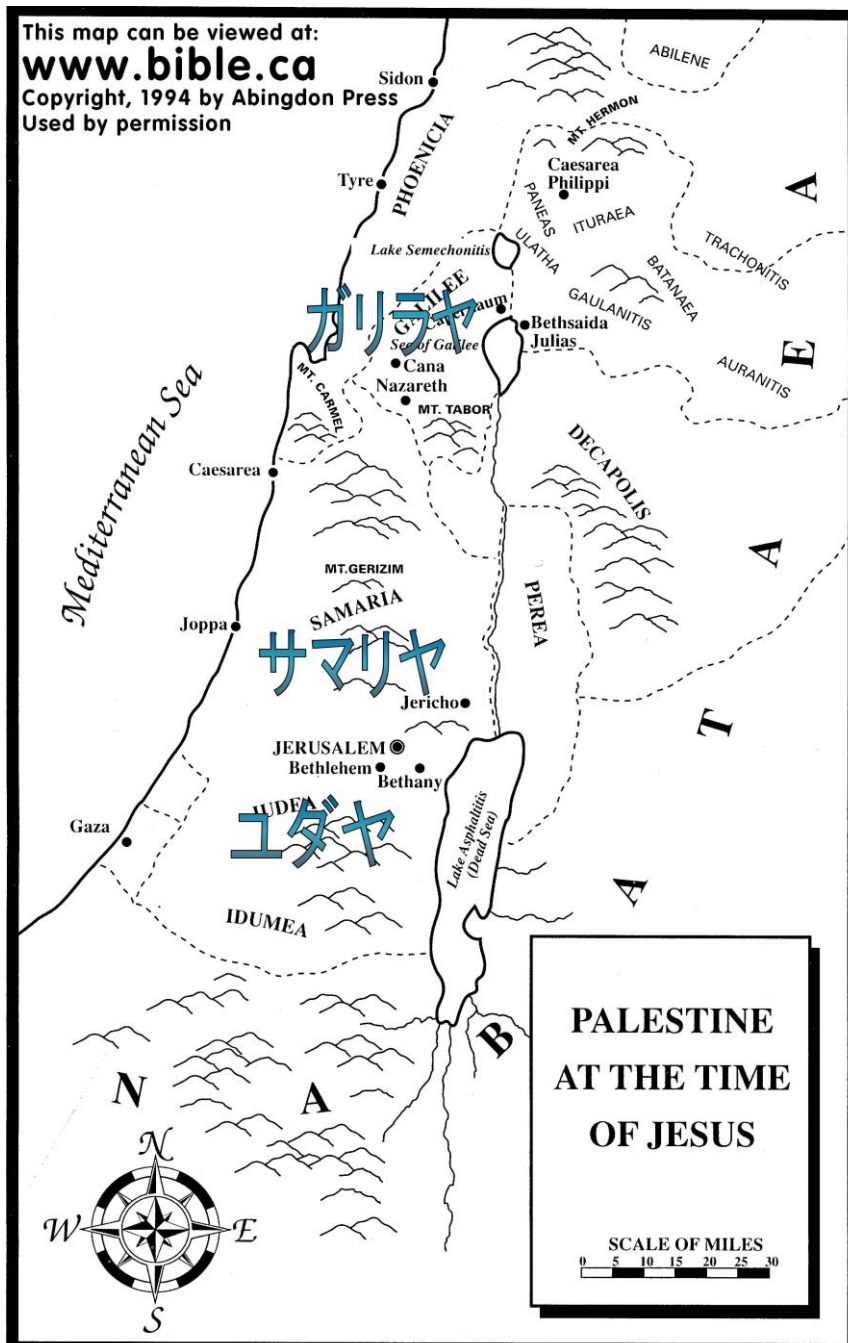 This map can be viewed at:
www.bible.ca
Copyright, 1994 by Abingdon Press
Used by permission
ABILENE
Sidon
MT. HERMON
PHOENICIA
Caesarea
Philippi
Tyre
PANEAS
ITURAEA
Lake Semechonitis
ULATHA
TRACHONITIS
BATANAEA
GALILEE
ガリラヤ
Capernaum
GAULANITIS
Bethsaida
Julias
Sea of Galilee
AURANITIS
Cana
MT. CARMEL
Nazareth
MT. TABOR
Mediterranean Sea
DECAPOLIS
Caesarea
MT.GERIZIM
SAMARIA
PEREA
Joppa
サマリヤ
Jericho
JERUSALEM
Bethlehem
Bethany
JUDEA
ユダヤ
Gaza
Lake Asphaltitis
(Dead Sea)
IDUMEA
N A B A T A E A
PALESTINE
AT THE TIME
OF JESUS
SCALE OF MILES
0 5 10 15 20 25 30
N
W E
S